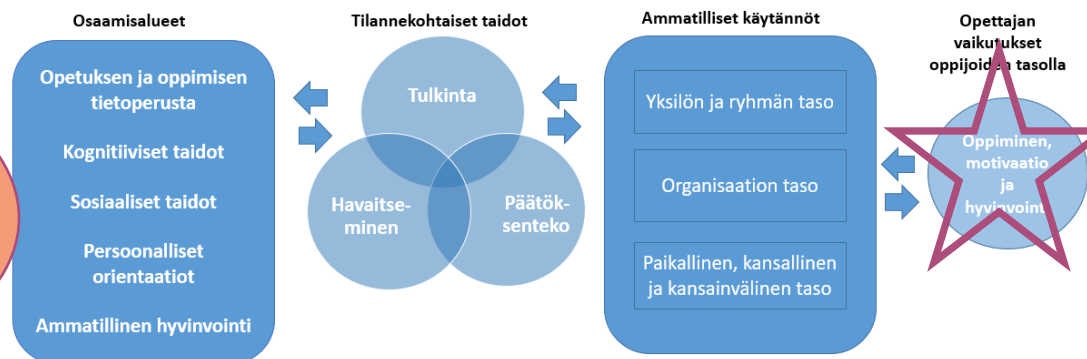 Osaamisalueet
Opetuksen ja oppimisen
tietoperusta
Kognitiiviset taidot
Sosiaaliset taidot
Persoonalliset
orientaatiot
Ammatillinen hyvinvointi
Tilannekohtaiset taidot
Tulkinta
Havaitse-
minen
Päätök-
senteko
Ammatilliset käytännöt
Yksilön ja ryhmän taso
Organisaation taso
Paikallinen, kansallinen
ja kansainvälinen taso
Opettajan
vaikutukset
oppijoiden tasolla
Oppiminen,
motivaatio
ja
hyvinvointi